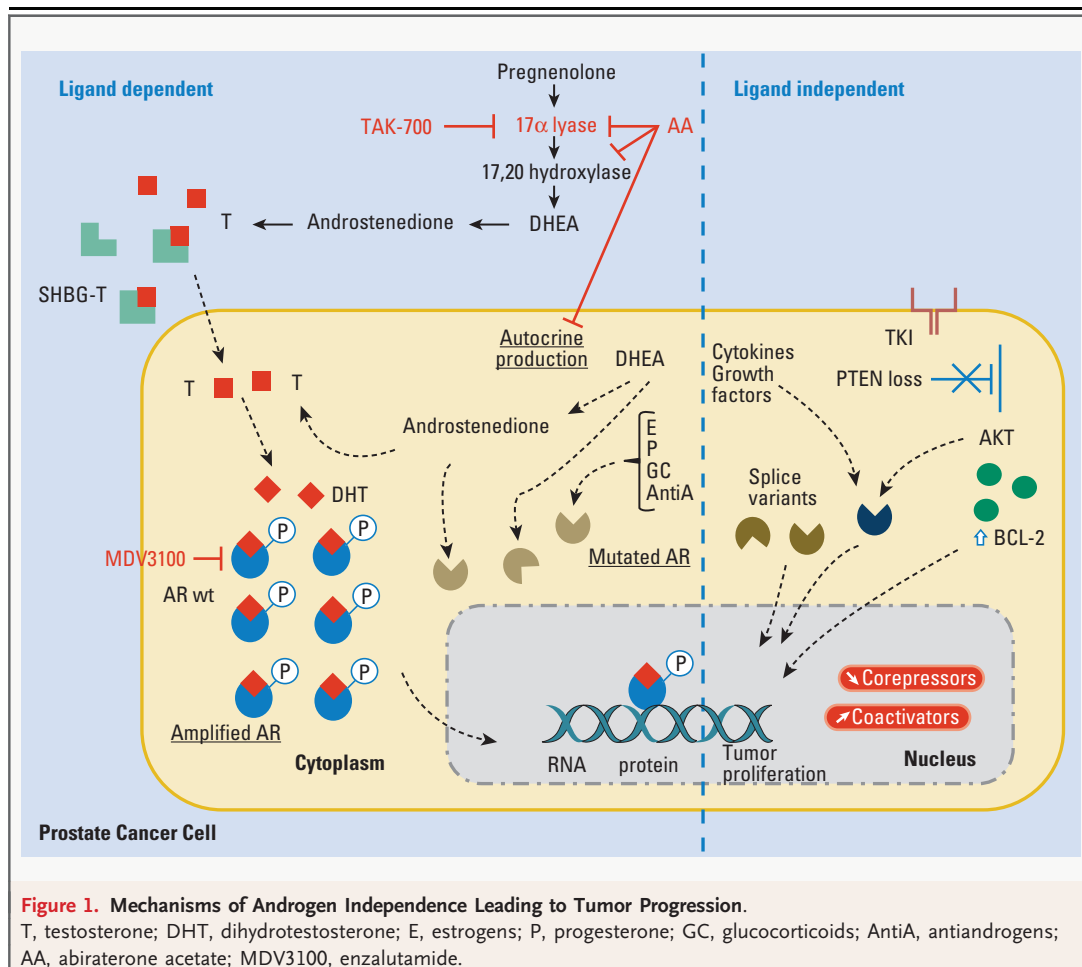 Ligand dependent
Ligand independent
Pregnenolone
TAK-700
17α lyase
AA
17,20 hydroxylase
T
Androstenedione
DHEA
SHBG-T
Autocrine
production
DHEA
Cytokines
Growth
factors
TKI
PTEN loss
T
T
Androstenedione
E
P
GC
AntiA
AKT
Splice
variants
DHT
P
P
BCL-2
MDV3100
Mutated AR
AR wt
P
P
P
P
P
Corepressors
Amplified AR
Coactivators
Cytoplasm
RNA
protein
Tumor
proliferation
Nucleus
Prostate Cancer Cell
Figure 1. Mechanisms of Androgen Independence Leading to Tumor Progression.
T, testosterone; DHT, dihydrotestosterone; E, estrogens; P, progesterone; GC, glucocorticoids; AntiA, antiandrogens;
AA, abiraterone acetate; MDV3100, enzalutamide.